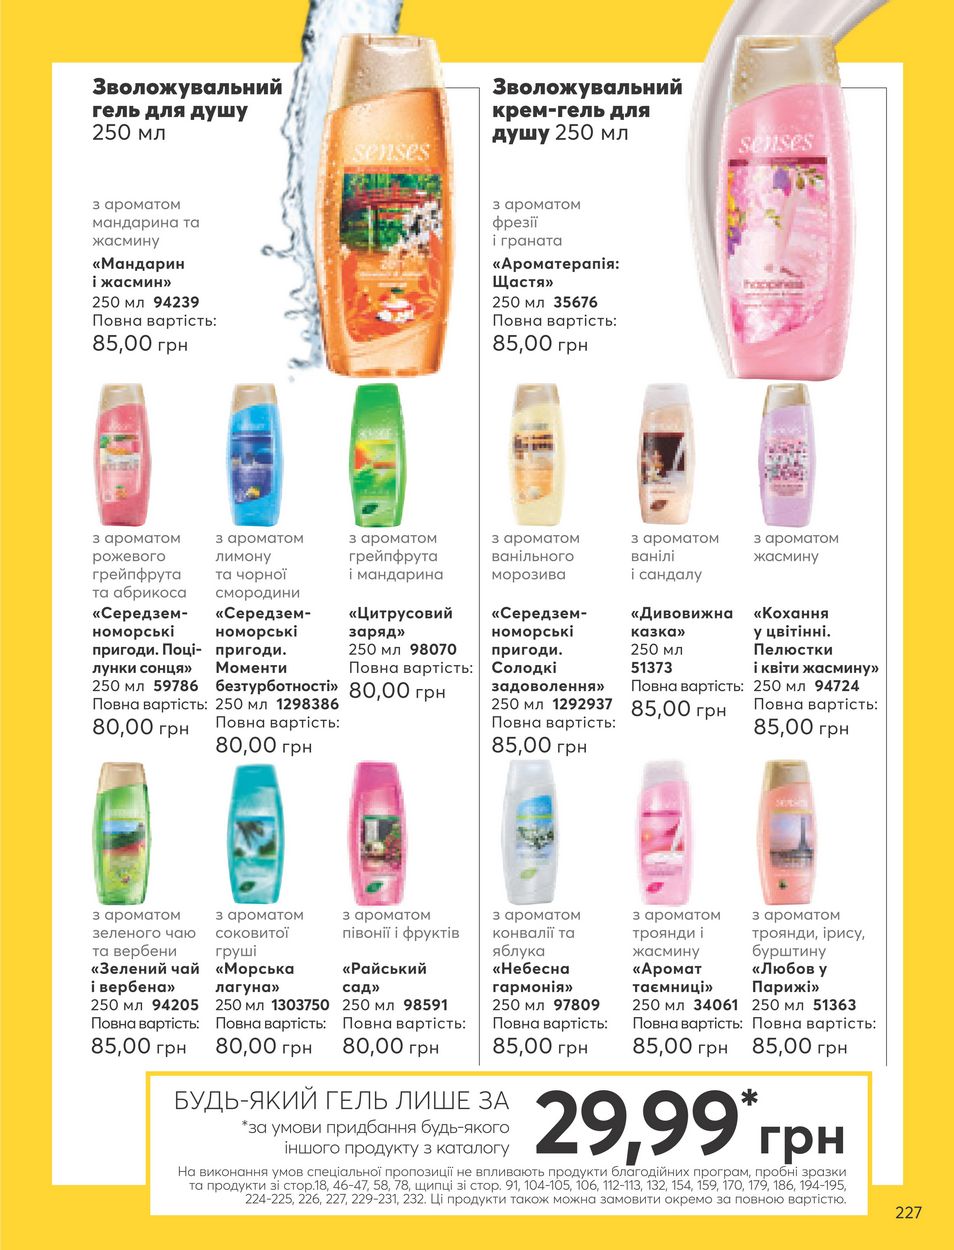 Зволожувальний
гель для душу
250 мл
з ароматом
мандарина та
жасмину
«Мандарин
і жасмин»
250 мл 94239
Повна вартість:
85,00 грн
senses
Зволожувальний
крем-гель для
душу 250 мл
з ароматом
фрезії
і граната
«Ароматерапія:
Щастя»
250 мл 35676
Повна вартість:
85,00 грн
senses
happiness
з ароматом
рожевого
грейпфрута
та абрикоса
«Середзем-
номорські
пригоди. Поці-
лунки сонця»
250 мл 59786
Повна вартість:
80,00 грн
з ароматом
лимону
та чорної
смородини
«Середзем-
номорські
пригоди.
Моменти
безтурботності»
250 мл 1298386
Повна вартість:
80,00 грн
з ароматом
грейпфрута
і мандарина
«Цитрусовий
заряд»
250 мл 98070
Повна вартість:
80,00 грн
з ароматом
ванільного
морозива
«Середзем-
номорські
пригоди.
Солодкі
задоволення»
250 мл 1292937
Повна вартість:
85,00 грн
з ароматом
ванілі
і сандалу
«Дивовижна
казка»
250 мл
51373
Повна вартість:
85,00 грн
з ароматом
жасмину
«Кохання
у цвітінні.
Пелюстки
і квіти жасмину»
250 мл 94724
Повна вартість:
85,00 грн
з ароматом
зеленого чаю
та вербени
«Зелений чай
і вербена»
250 мл 94205
Повна вартість:
85,00 грн
з ароматом
соковитої
груші
«Морська
лагуна»
250 мл 1303750
Повна вартість:
80,00 грн
з ароматом
півонії і фруктів
«Райський
сад»
250 мл 98591
Повна вартість:
80,00 грн
з ароматом
конвалії та
яблука
«Небесна
гармонія»
250 мл 97809
Повна вартість:
85,00 грн
з ароматом
троянди і
жасмину
«Аромат
таємниці»
250 мл 34061
Повна вартість:
85,00 грн
з ароматом
троянди, ірису,
бурштину
«Любов у
Парижі»
250 мл 51363
Повна вартість:
85,00 грн
БУДЬ-ЯКИЙ ГЕЛЬ ЛИШЕ ЗА
*за умови придбання будь-якого
іншого продукту з каталогу
29,99* грн
На виконання умов спеціальної пропозиції не впливають продукти благодійних програм, пробні зразки
та продукти зі стор.18, 46-47, 58, 78, щипці зі стор. 91, 104-105, 106, 112-113, 132, 154, 159, 170, 179, 186, 194-195,
224-225, 226, 227, 229-231, 232. Ці продукти також можна замовити окремо за повною вартістю.
227